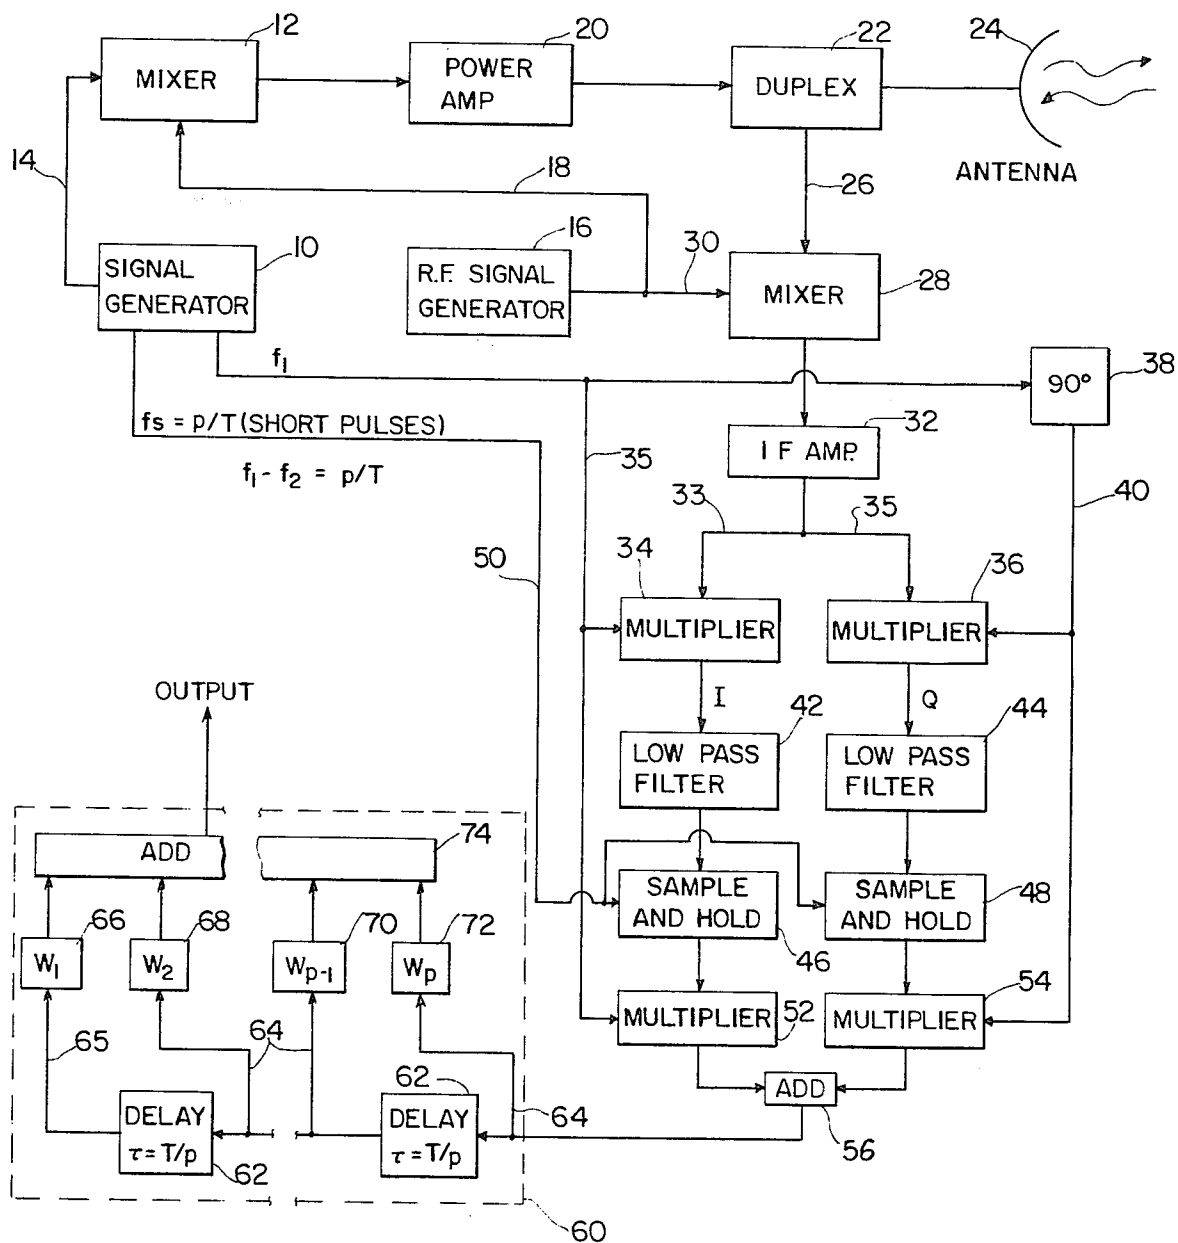 12
20
22
24
MIXER
POWER
AMP
DUPLEX
14
18
26
ANTENNA
10
16
30
SIGNAL
GENERATOR
R.F. SIGNAL
GENERATOR
MIXER
28
f₁
38
90°
fs = p/T (SHORT PULSES)
32
I F AMP.
f₁ - f₂ = p/T
35
40
33
35
50
34
36
MULTIPLIER
MULTIPLIER
OUTPUT
I
Q
42
44
LOW PASS
FILTER
LOW PASS
FILTER
74
ADD
SAMPLE
AND HOLD
SAMPLE
AND HOLD
48
66
68
70
72
46
W₁
W₂
Wp-1
Wp
54
MULTIPLIER
52
MULTIPLIER
65
64
62
ADD
DELAY
τ = T/p
DELAY
τ = T/p
64
62
56
60